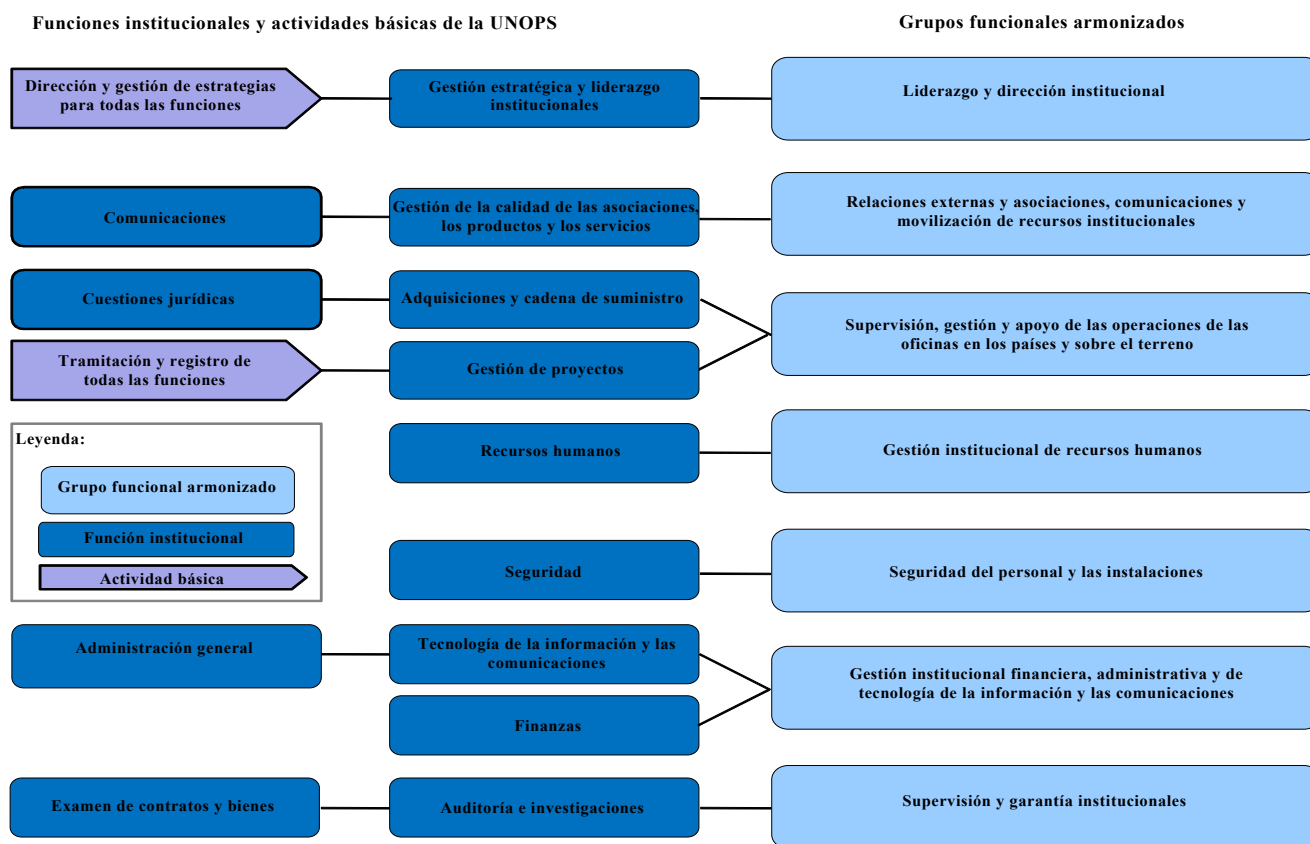 Funciones institucionales y actividades básicas de la UNOPS
Grupos funcionales armonizados
Dirección y gestión de estrategias
para todas las funciones
Gestión estratégica y liderazgo
institucionales
Liderazgo y dirección institucional
Comunicaciones
Gestión de la calidad de las asociaciones,
los productos y los servicios
Relaciones externas y asociaciones, comunicaciones y
movilización de recursos institucionales
Cuestiones jurídicas
Adquisiciones y cadena de suministro
Supervisión, gestión y apoyo de las operaciones de las
oficinas en los países y sobre el terreno
Tramitación y registro de
todas las funciones
Gestión de proyectos
Leyenda:
Grupo funcional armonizado
Función institucional
Actividad básica
Recursos humanos
Gestión institucional de recursos humanos
Seguridad
Seguridad del personal y las instalaciones
Administración general
Tecnología de la información y las
comunicaciones
Gestión institucional financiera, administrativa y de
tecnología de la información y las comunicaciones
Finanzas
Examen de contratos y bienes
Auditoría e investigaciones
Supervisión y garantía institucionales